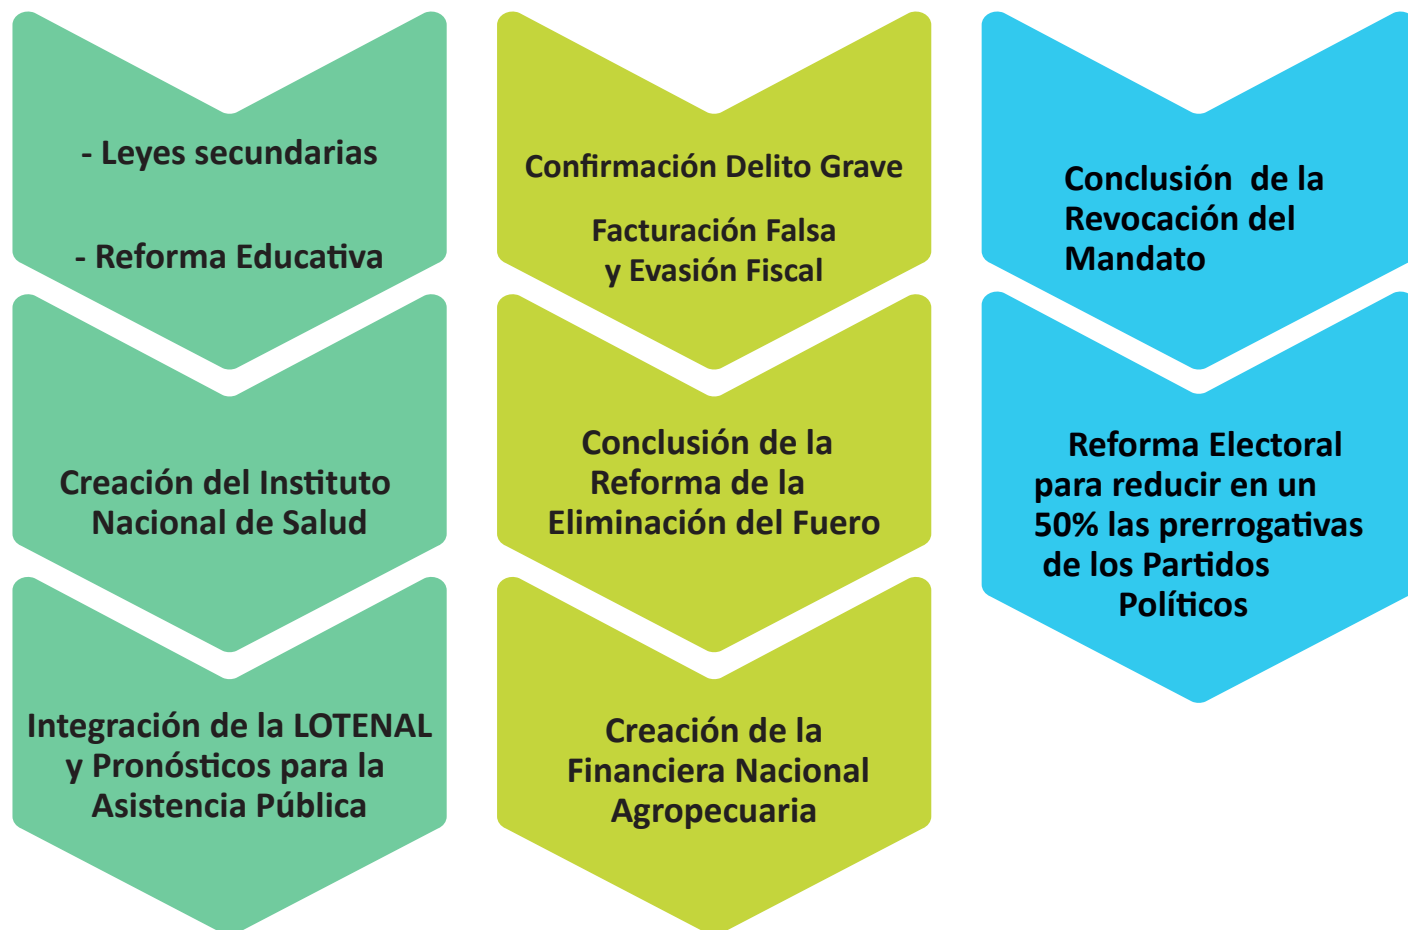 - Leyes secundarias
- Reforma Educativa
Creación del Instituto
Nacional de Salud
Integración de la LOTENAL
y Pronósticos para la
Asistencia Pública
Confirmación Delito Grave
Facturación Falsa
y Evasión Fiscal
Conclusión de la
Reforma de la
Eliminación del Fuero
Creación de la
Financiera Nacional
Agropecuaria
Conclusión  de la
Revocación del
Mandato
Reforma Electoral
para reducir en un
50% las prerrogativas
de los Partidos
Políticos